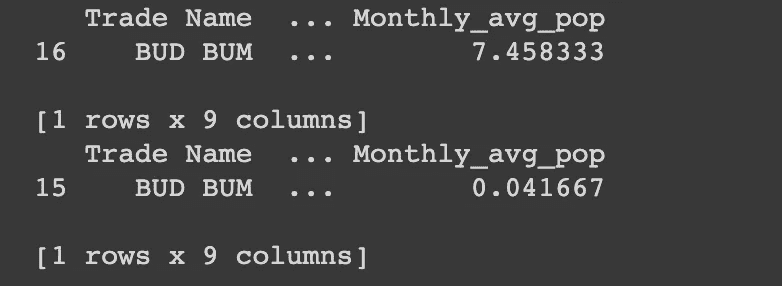 Trade Name ... Monthly_avg_pop
16 BUD BUM ... 7.458333
[1 rows x 9 columns]
Trade Name ... Monthly_avg_pop
15 BUD BUM ... 0.041667
[1 rows x 9 columns]